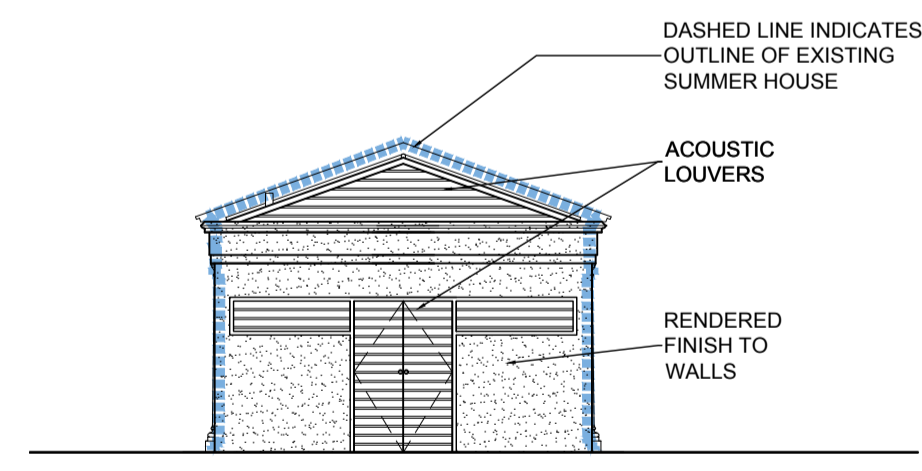 DASHED LINE INDICATES
OUTLINE OF EXISTING
SUMMER HOUSE
ACOUSTIC
LOUVERS
RENDERED
FINISH TO
WALLS